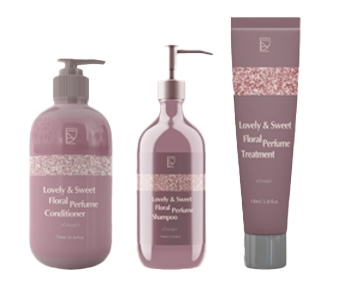 Lovely & Sweet
Floral Perfume
Conditioner
Lovely & Sweet
Floral Perfume
Shampoo
Lovely & Sweet
Floral Perfume
Treatment